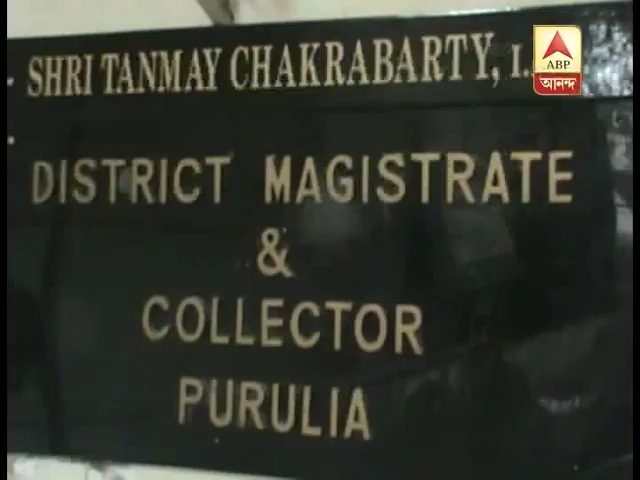 SHRI TANMAY CHAKRABARTY, I.
ABP
আনন্দ
DISTRICT MAGISTRATE
&
COLLECTOR
PURULIA